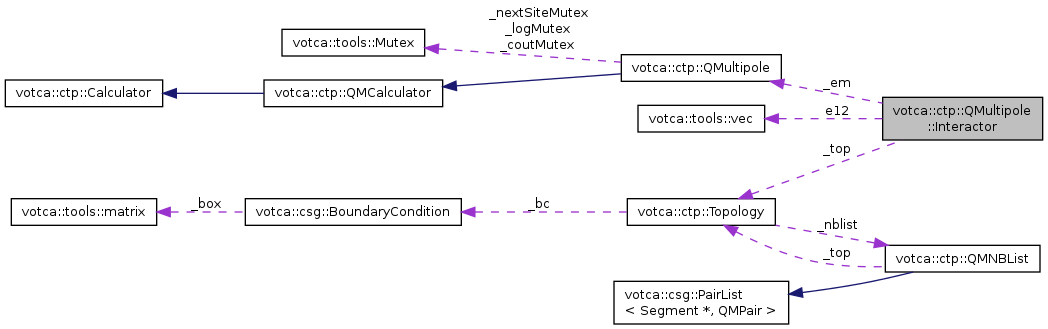 _nextSiteMutex
_logMutex
_coutMutex
votca::tools::Mutex
votca::ctp::QMultipole
_em
votca::ctp::Calculator
votca::ctp::QMCalculator
votca::tools::vec
e12
votca::ctp::QMultipole
::Interactor
_top
votca::tools::matrix
_box
votca::csg::BoundaryCondition
_bc
votca::ctp::Topology
_nblist
_top
votca::ctp::QMNBList
votca::csg::PairList
< Segment *, QMPair >